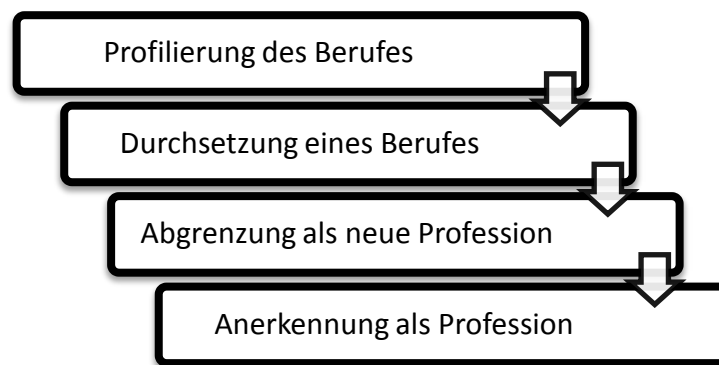 Profilierung des Berufes
Durchsetzung eines Berufes
Abgrenzung als neue Profession
Anerkennung als Profession